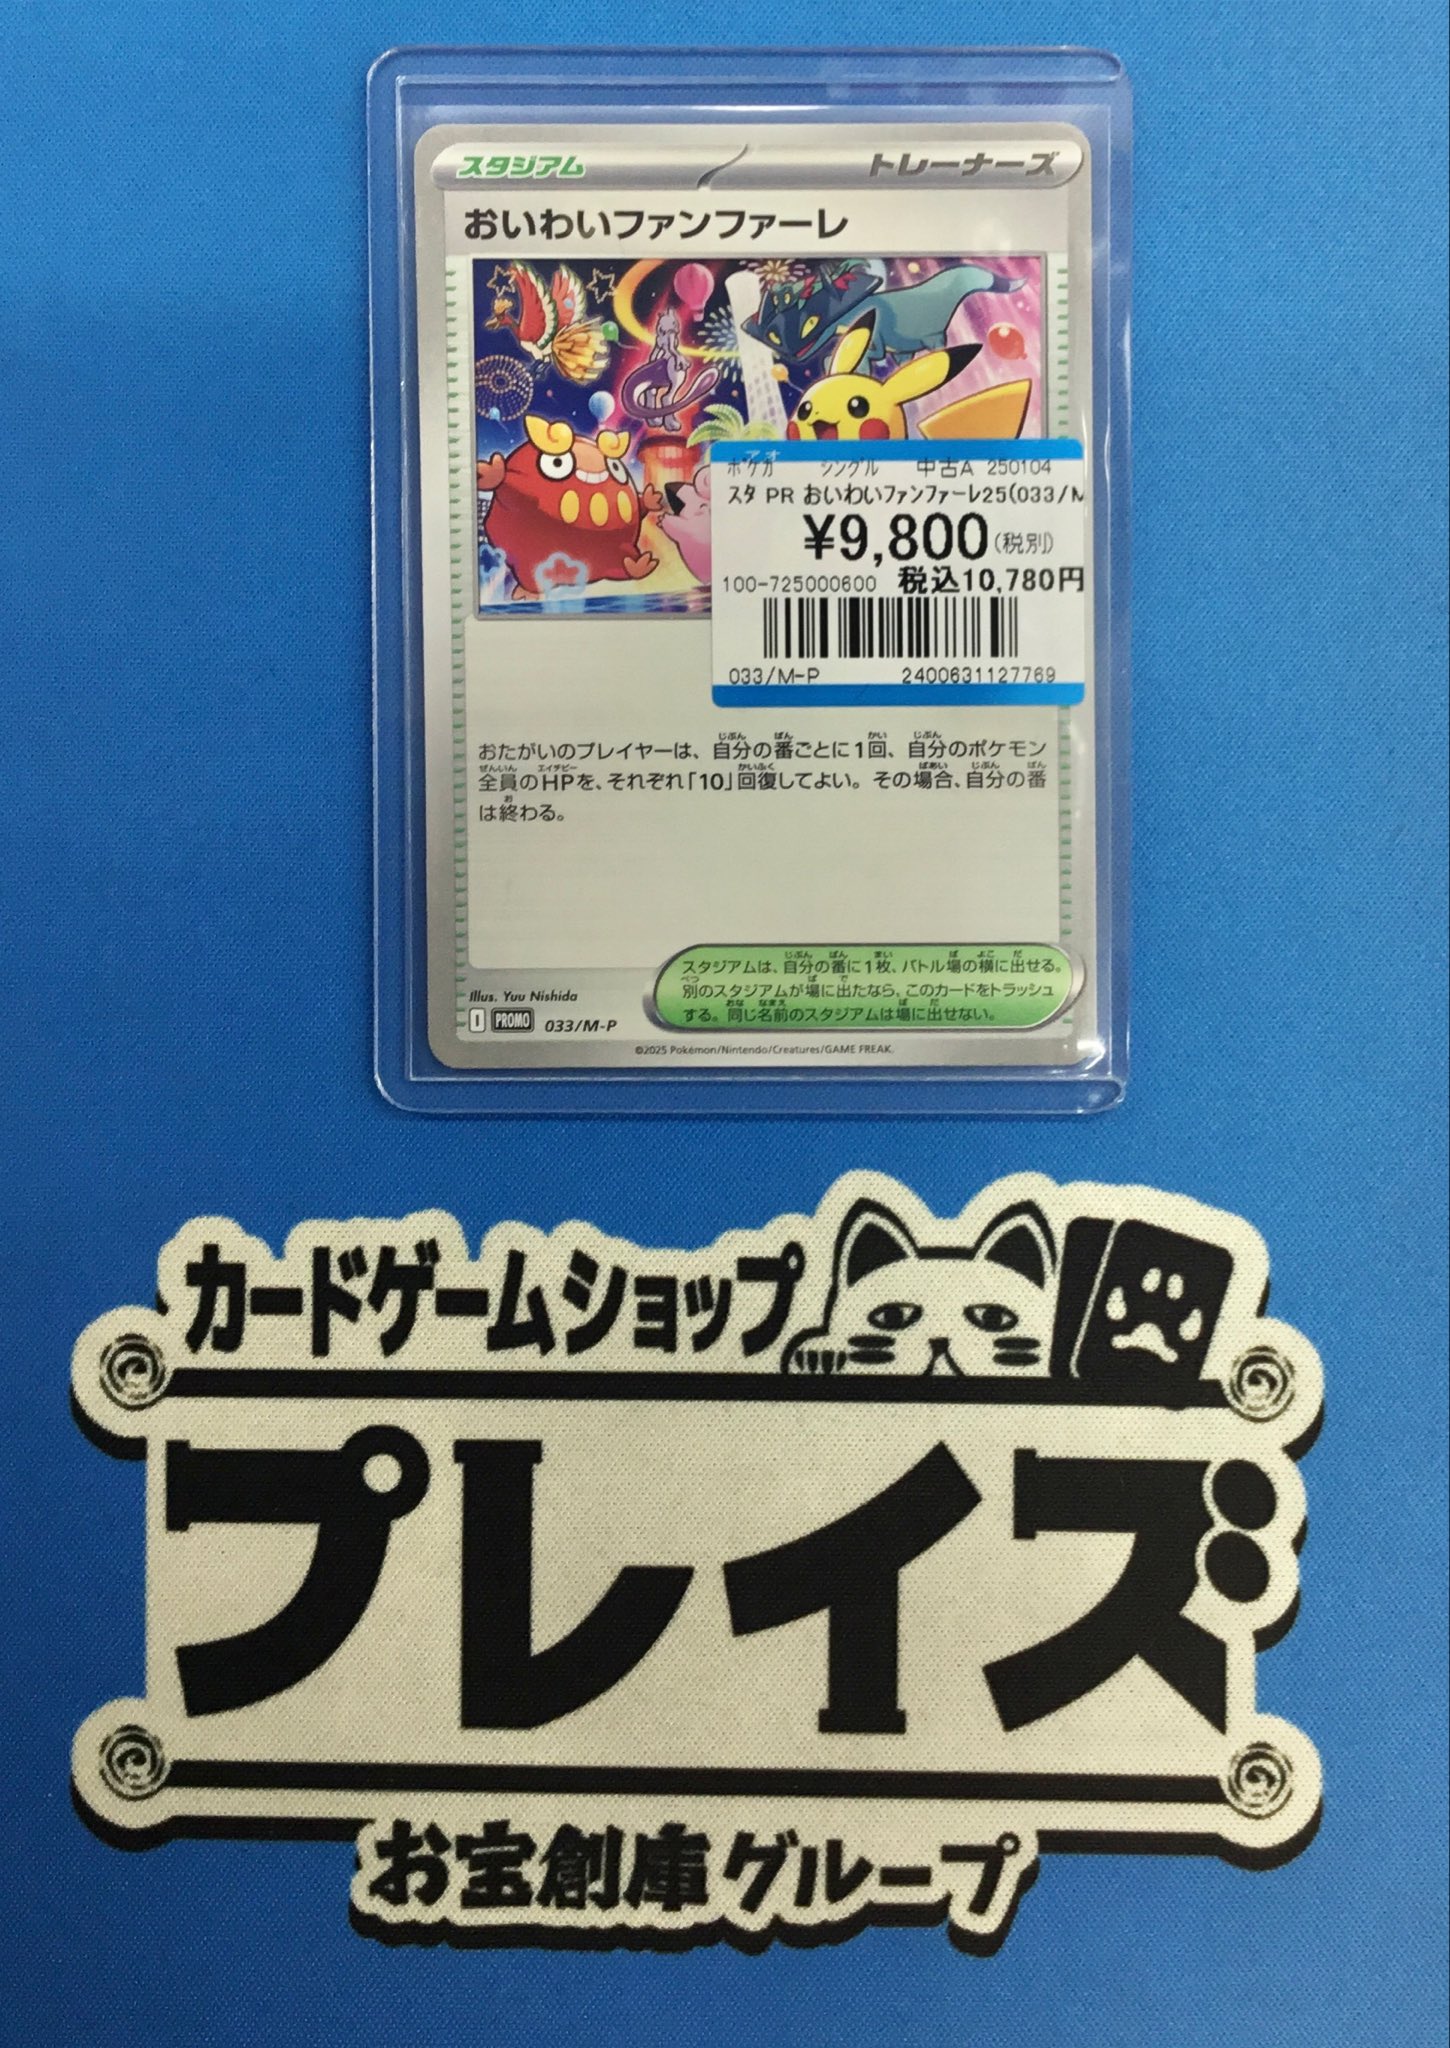 スタジアム
トレーナーズ
おいわいファンファーレ
アオ
ポケカ シングル 中古A 250104
スタ PR おいわいファンファーレ25(033/M
¥9,800(税別)
100-725000600 税込10,780円
033/M-P 2400631127769
おたがいのプレイヤーは、自分の番ごとに1回、自分のポケモン
全員のHPを、それぞれ「10」回復してよい。その場合、自分の番
は終わる。
スタジアムは、自分の番に1枚、バトル場の横に出せる。
別のスタジアムが場に出たなら、このカードをトラッシュ
する。同じ名前のスタジアムは場に出せない。
Illus. Yuu Nishida
I PROMO 033/M-P
©2025 Pokémon/Nintendo/Creatures/GAME FREAK.
カードゲームショップ
プレイズ
お宝創庫グループ